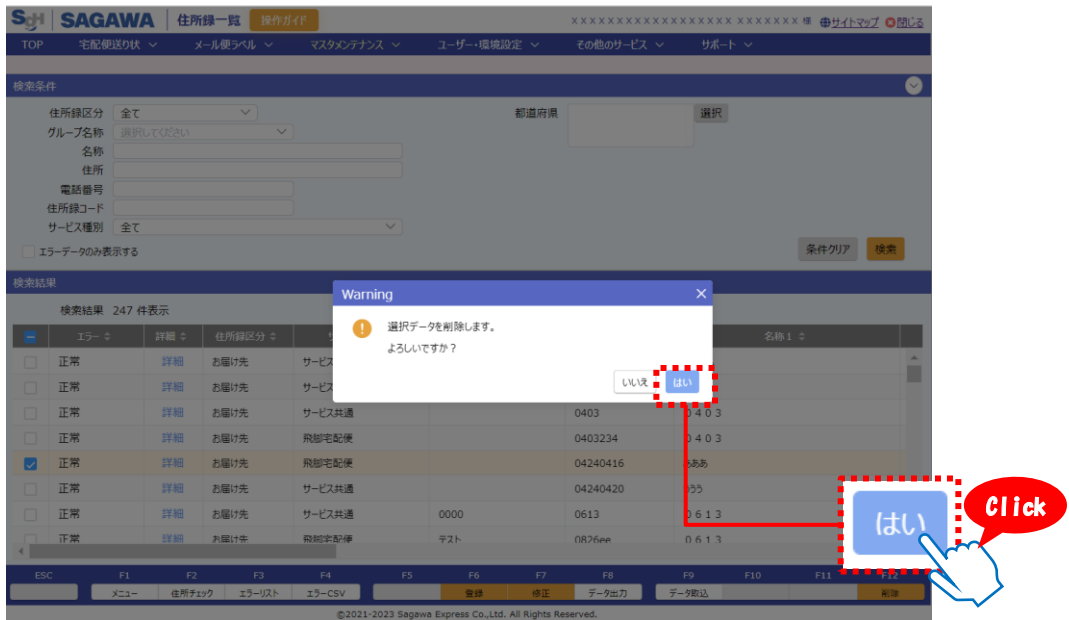 SGH SAGAWA 住所録一覧 操作ガイド xxxxxxxxxxxxxxxxxxx xxxxxxx 様 サイトマップ 閉じる
TOP 宅配便送り状 メール便ラベル マスタメンテナンス ユーザー・環境設定 その他のサービス サポート
検索条件
住所録区分 全て 都道府県 選択
グループ名称 選択してください
名称
住所
電話番号
住所録コード
サービス種別 全て
エラーデータのみ表示する 条件クリア 検索
検索結果
検索結果 247 件表示
Warning
選択データを削除します。
よろしいですか？
いいえ はい
エラー 詳細 住所録区分 名称１
正常 詳細 お届け先 サービス
正常 詳細 お届け先 サービス
正常 詳細 お届け先 サービス共通 0403 ０４０３
正常 詳細 お届け先 飛脚宅配便 0403234 ０４０３
正常 詳細 お届け先 飛脚宅配便 04240416 あああ
正常 詳細 お届け先 サービス共通 04240420
正常 詳細 お届け先 サービス共通 0000 0613 ０６１３
正常 詳細 お届け先 飛脚宅配便 テスト 0826ee ０６１３
はい
Click
ESC F1 F2 F3 F4 F5 F6 F7 F8 F9 F10 F11 F12
メニュー 住所チェック エラーリスト エラーCSV 登録 修正 データ出力 データ取込 削除
©2021-2023 Sagawa Express Co.,Ltd. All Rights Reserved.